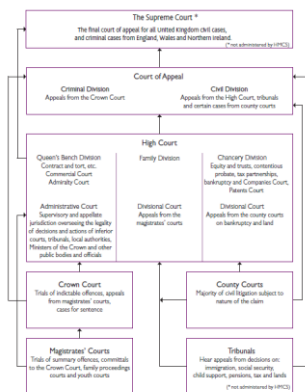 The Supreme Court *
The final court of appeal for all United Kingdom civil cases,
and criminal cases from England, Wales and Northern Ireland.
(*not administered by HMCS)
Court of Appeal
Criminal Division
Appeals from the Crown Court
Civil Division
Appeals from the High Court, tribunals
and certain cases from county courts
High Court
Queen's Bench Division
Contract and tort, etc.
Commercial Court
Admiralty Court
Administrative Court
Supervisory and appellate
jurisdiction overseeing the legality
of decisions and actions of inferior
courts, tribunals, local authorities,
Ministers of the Crown and other
public bodies and officials
Family Division
Divisional Court
Appeals from the
magistrates' courts
Chancery Division
Equity and trusts, contentious
probate, tax partnerships,
bankruptcy and Companies Court,
Patents Court
Divisional Court
Appeals from the county courts
on bankruptcy and land
Crown Court
Trials of indictable offences, appeals
from magistrates' courts,
cases for sentence
County Courts
Majority of civil litigation subject to
nature of the claim
Magistrates' Courts
Trials of summary offences, committals
to the Crown Court, family proceedings
courts and youth courts
Tribunals
Hear appeals from decisions on:
immigration, social security,
child support, pensions, tax and lands
(*not administered by HMCS)